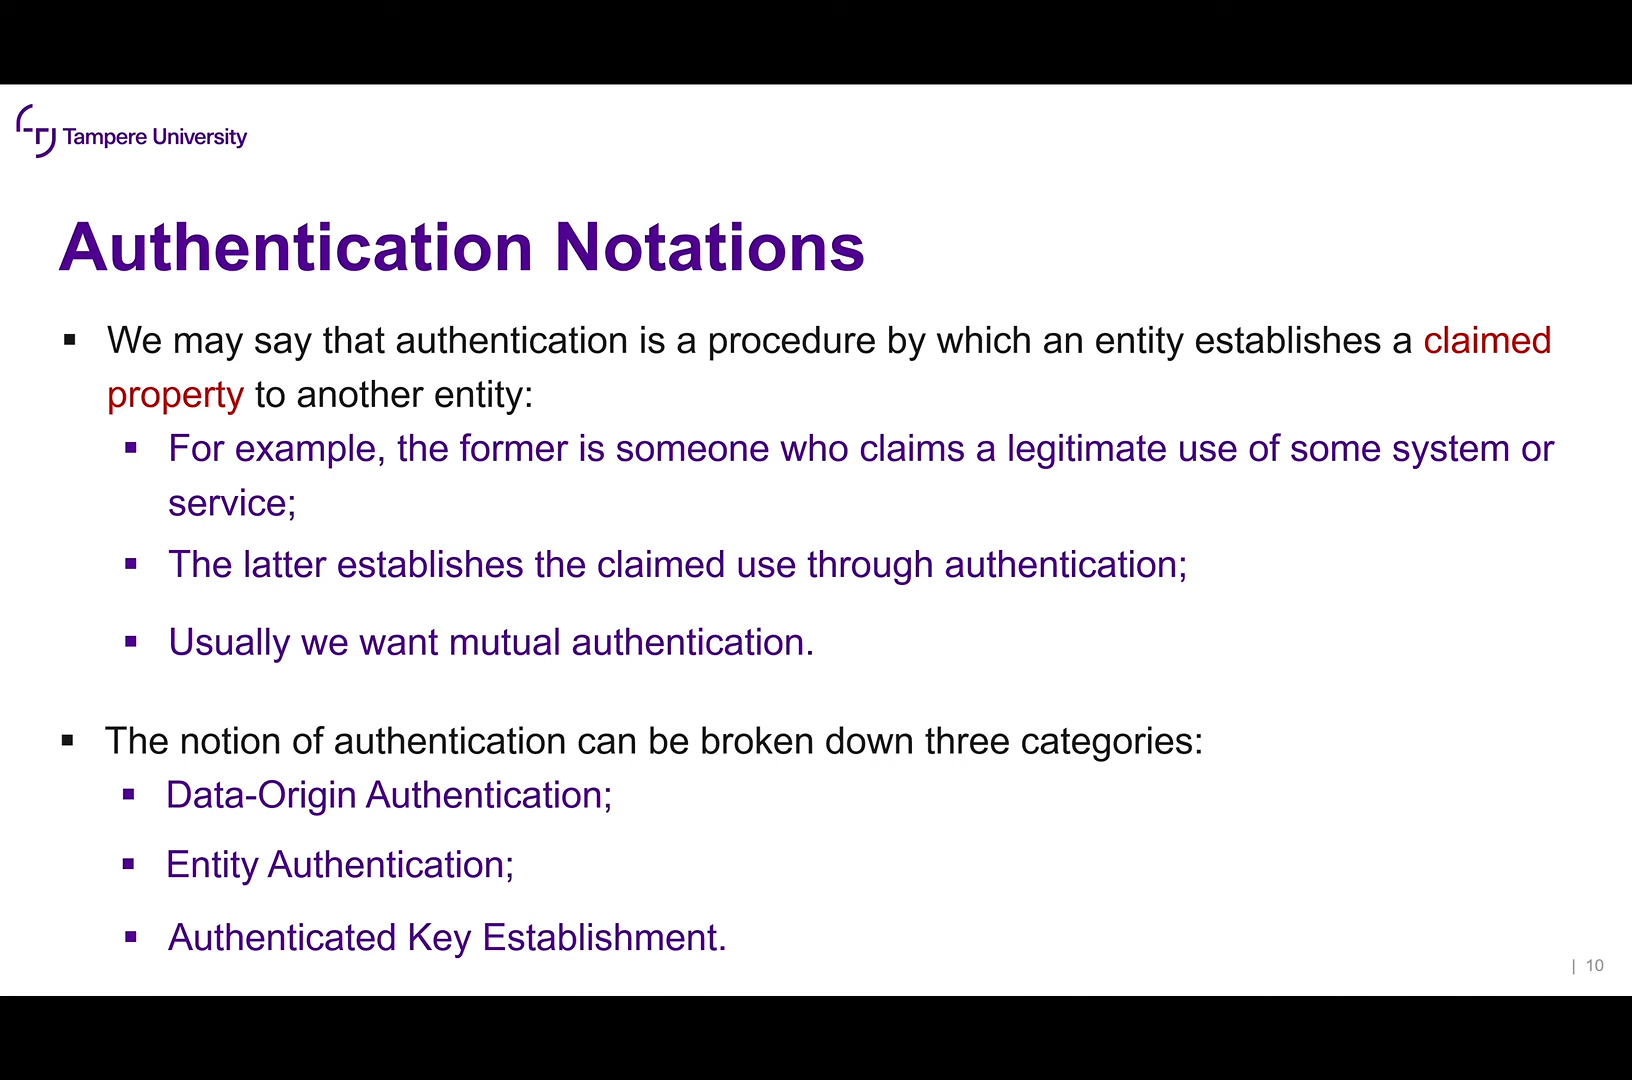 Tampere University
Authentication Notations
▪ We may say that authentication is a procedure by which an entity establishes a claimed
property to another entity:
▪ For example, the former is someone who claims a legitimate use of some system or
service;
▪ The latter establishes the claimed use through authentication;
▪ Usually we want mutual authentication.
▪ The notion of authentication can be broken down three categories:
▪ Data-Origin Authentication;
▪ Entity Authentication;
▪ Authenticated Key Establishment.
| 10